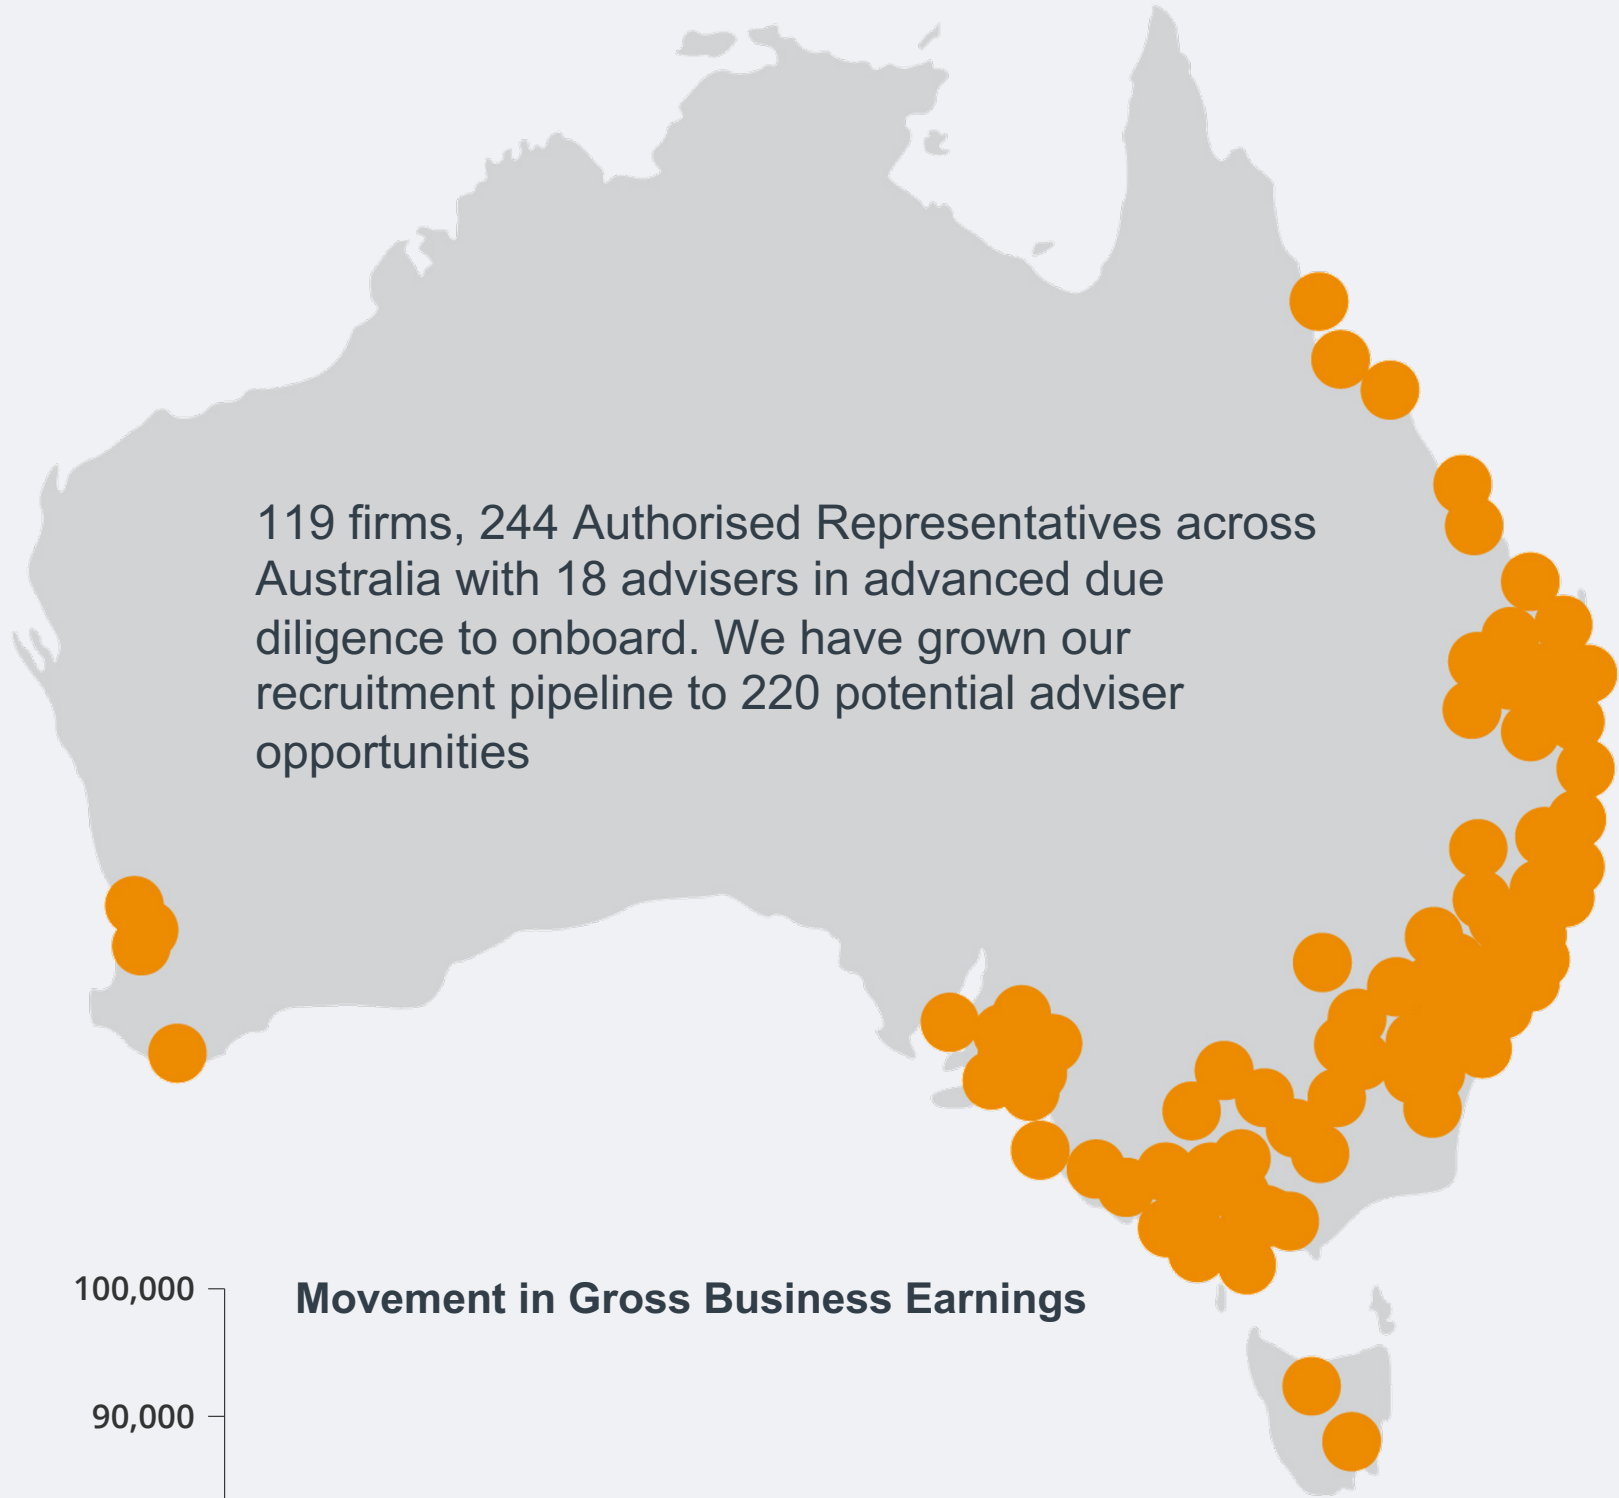 119 firms, 244 Authorised Representatives across
Australia with 18 advisers in advanced due
diligence to onboard. We have grown our
recruitment pipeline to 220 potential adviser
opportunities
100,000
Movement in Gross Business Earnings
90,000